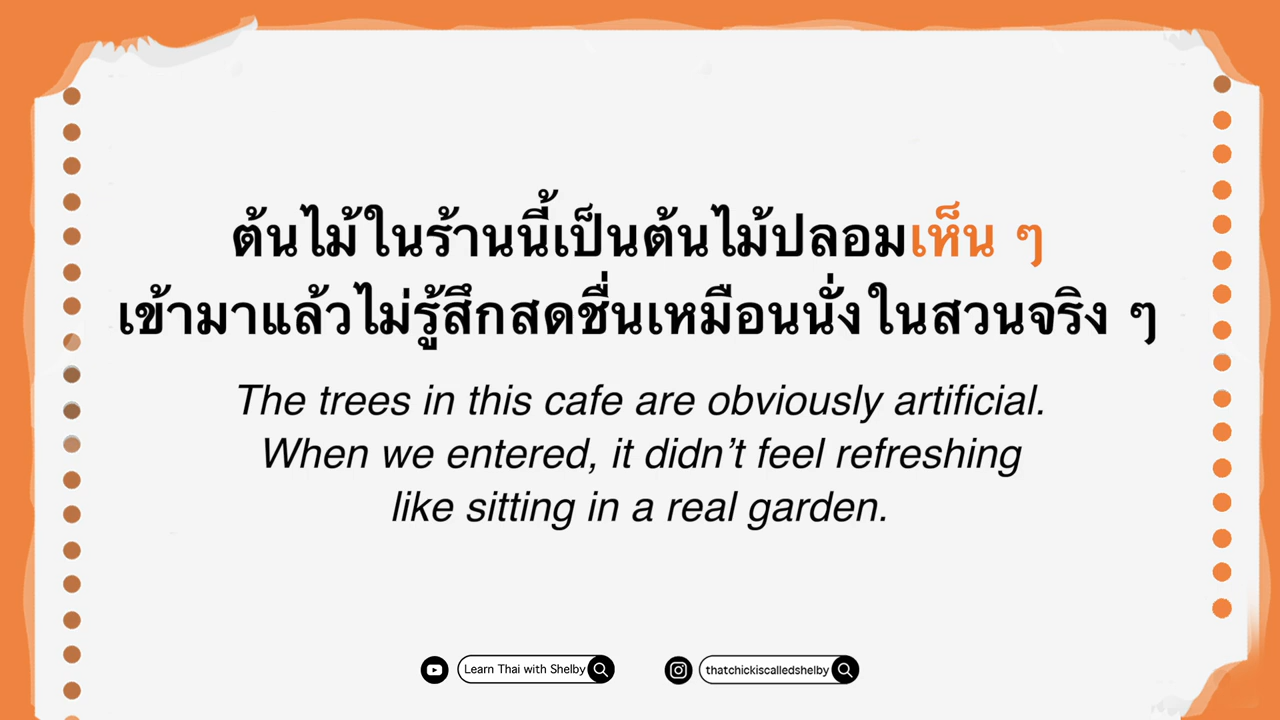 ต้นไม้ในร้านนี้เป็นต้นไม้ปลอมเห็น ๆ
เข้ามาแล้วไม่รู้สึกสดชื่นเหมือนนั่งในสวนจริง ๆ
The trees in this cafe are obviously artificial.
When we entered, it didn’t feel refreshing
like sitting in a real garden.
Learn Thai with Shelby
thatchickiscalledshelby